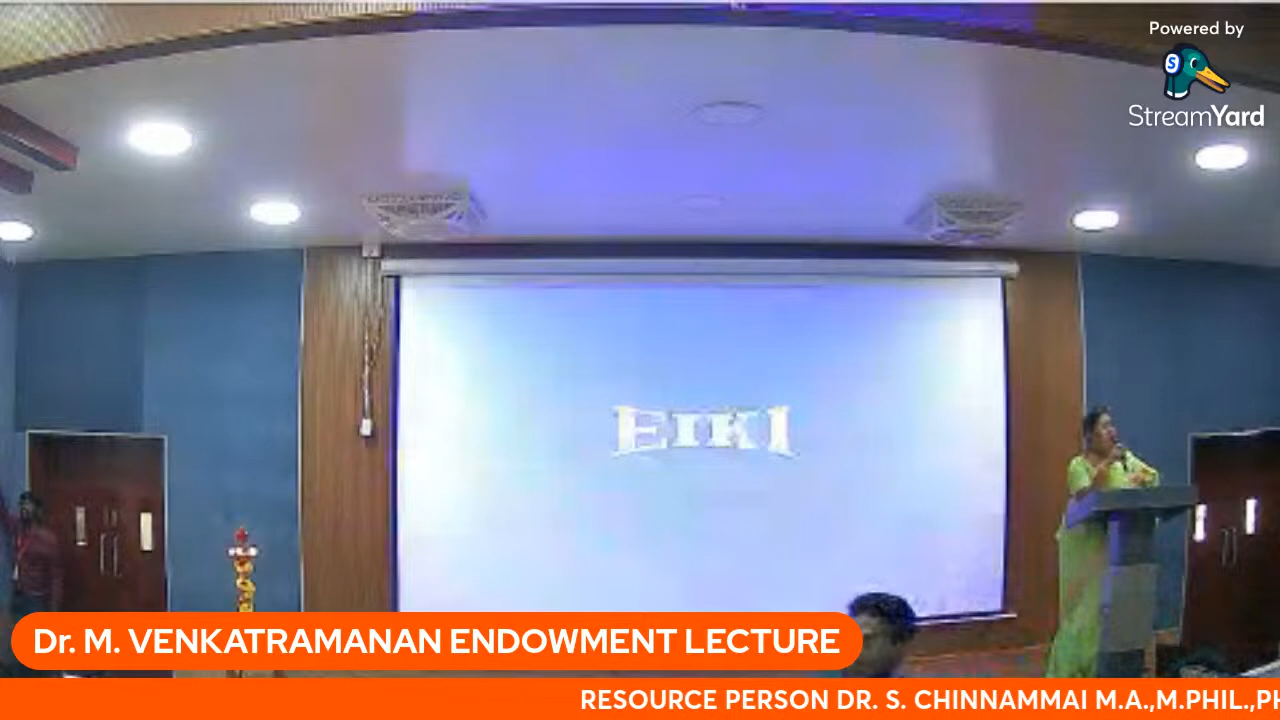 Powered by
StreamYard
EIKI
Dr. M. VENKATRAMANAN ENDOWMENT LECTURE
RESOURCE PERSON DR. S. CHINNAMMAI M.A.,M.PHIL.,PH